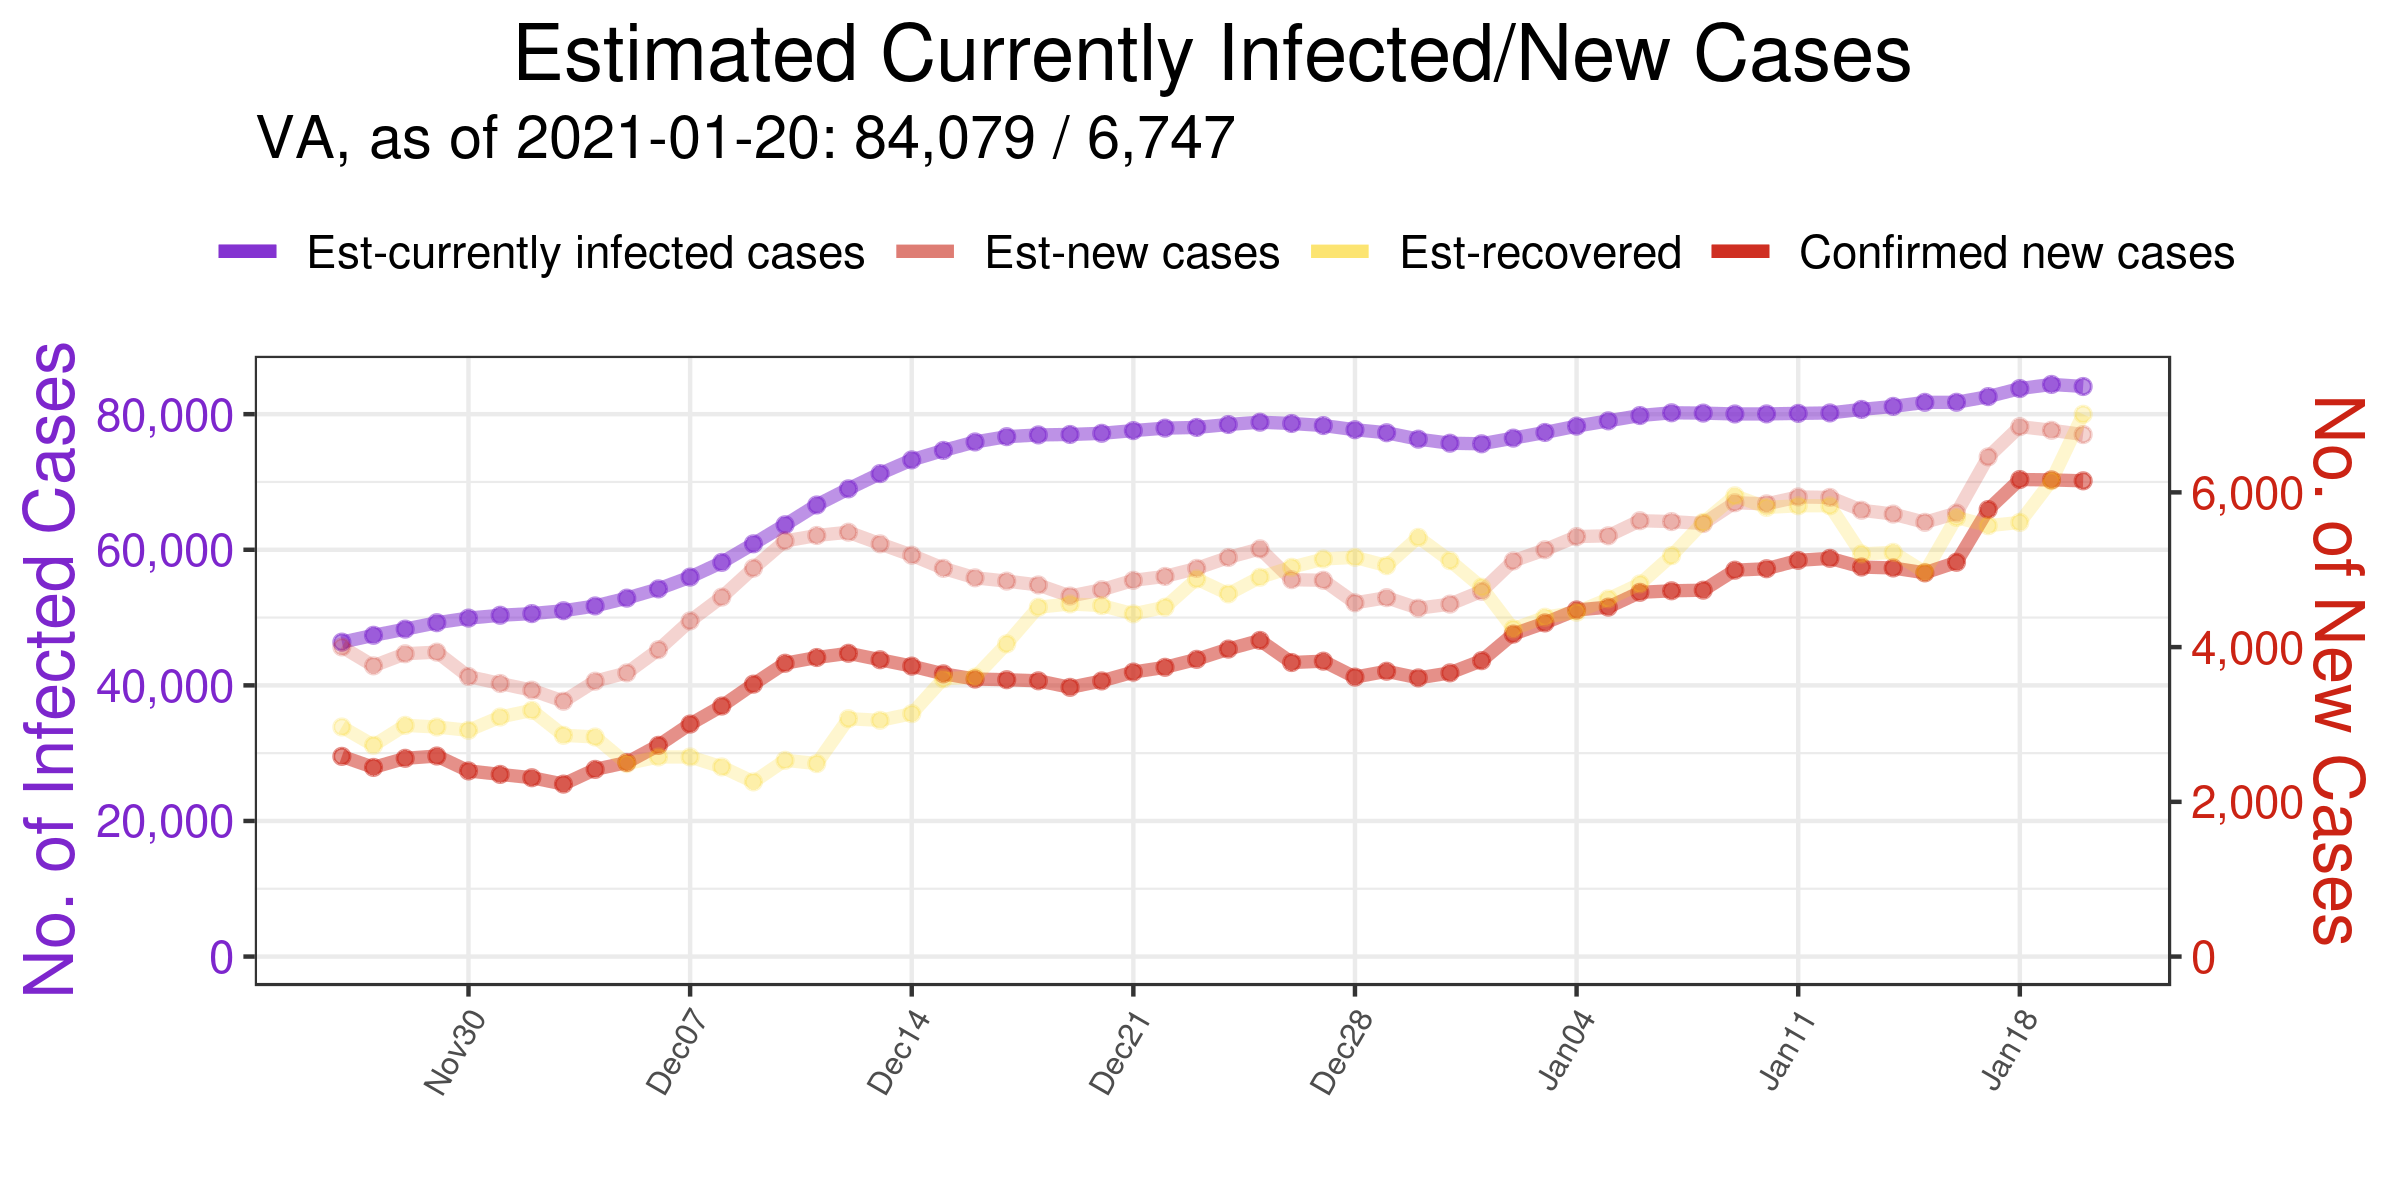 Estimated Currently Infected/New Cases
VA, as of 2021-01-20: 84,079 / 6,747
Est-currently infected cases Est-new cases Est-recovered Confirmed new cases
No. of Infected Cases
80,000
60,000
40,000
20,000
0
No. of New Cases
6,000
4,000
2,000
0
Nov30 Dec07 Dec14 Dec21 Dec28 Jan04 Jan11 Jan18